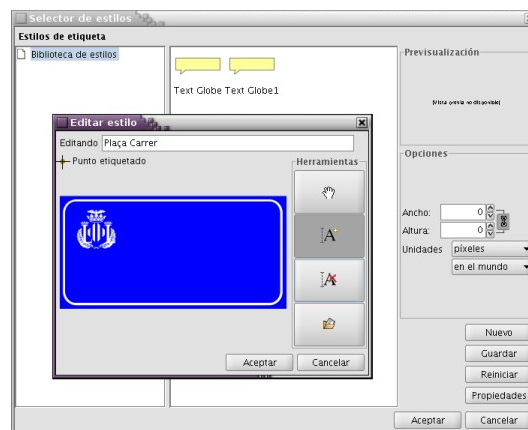 Selector de estilos
Estilos de etiqueta
Biblioteca de estilos
Text Globe Text Globe1
Previsualización
Opciones
Ancho: 0
Altura: 0
Unidades píxeles
en el mundo
Nuevo
Guardar
Reiniciar
Propiedades
Aceptar Cancelar
Editar estilo
Editando Plaça Carrer
Punto etiquetado
Herramientas
A
A
Aceptar Cancelar